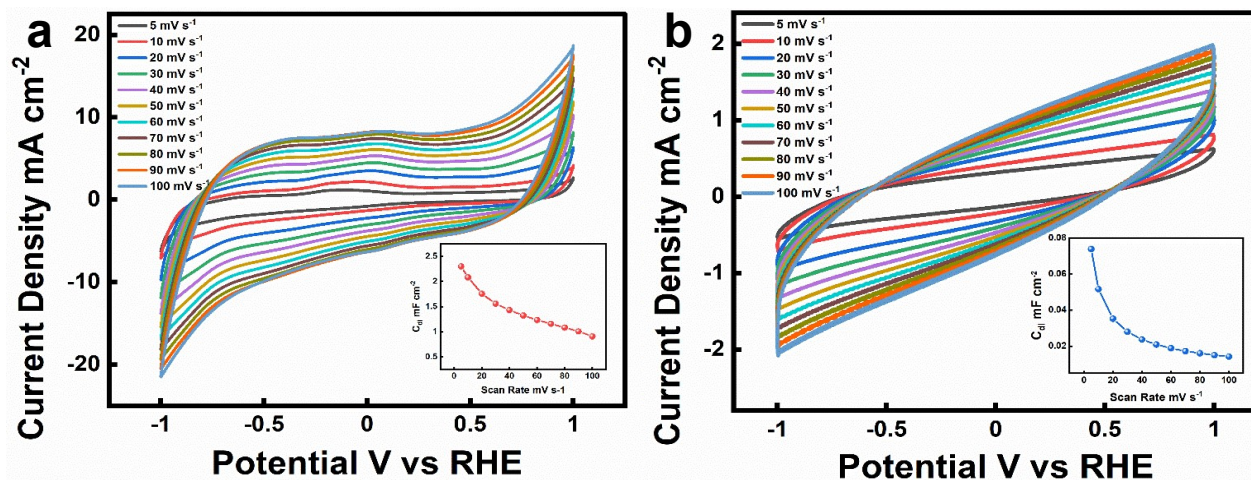 a
5 mV s⁻¹
10 mV s⁻¹
20 mV s⁻¹
30 mV s⁻¹
40 mV s⁻¹
50 mV s⁻¹
60 mV s⁻¹
70 mV s⁻¹
80 mV s⁻¹
90 mV s⁻¹
100 mV s⁻¹
Current Density mA cm⁻²
20
10
0
-10
-20
-1
-0.5
0
0.5
1
Potential V vs RHE
C_dl mF cm⁻²
2.5
2
1.5
1
0.5
0 20 40 60 80 100
Scan Rate mV s-1
b
5 mV s⁻¹
10 mV s⁻¹
20 mV s⁻¹
30 mV s⁻¹
40 mV s⁻¹
50 mV s⁻¹
60 mV s⁻¹
70 mV s⁻¹
80 mV s⁻¹
90 mV s⁻¹
100 mV s⁻¹
Current Density mA cm⁻²
2
1
0
-1
-2
-1
-0.5
0
0.5
1
Potential V vs RHE
C_dl mF cm⁻²
0.08
0.06
0.04
0.02
0 20 40 60 80 100
Scan Rate mV s⁻¹